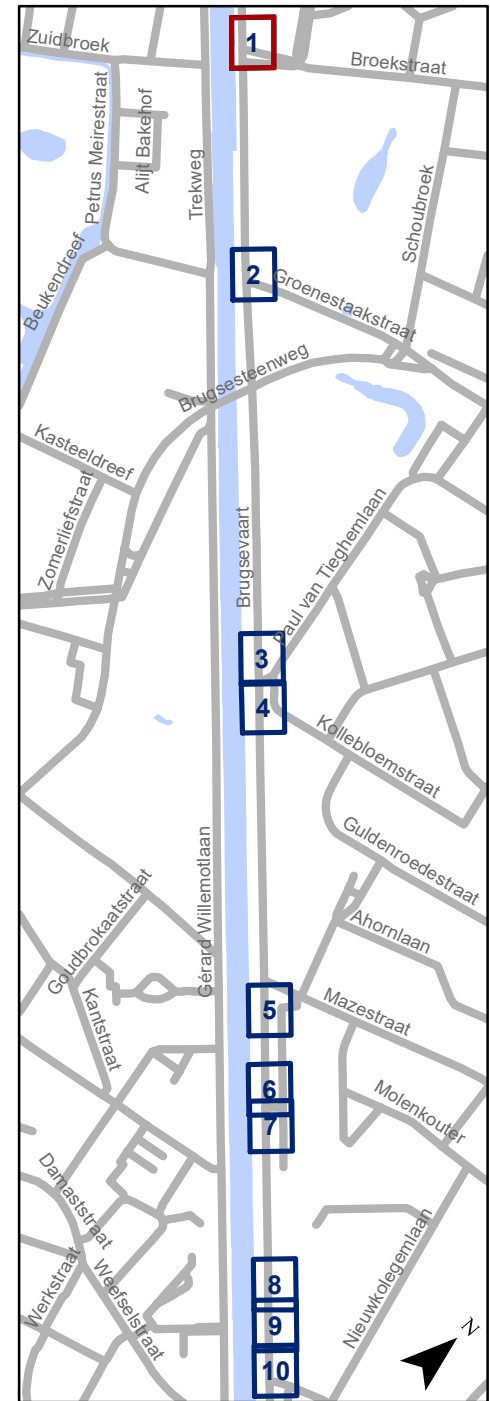 Zuidbroek
1
Broekstraat
Petrus Meirestraat
Alijt Bakehof
Trekweg
Schoubroek
Beukendreef
2
Groenestaakstraat
Brugsesteenweg
Kasteeldreef
Zomerliefstraat
Brugsevaart
Paul van Tieghemlaan
3
4
Kollebloemstraat
Guldenroedestraat
Gérard Willemotlaan
Goudbrokaatstraat
Ahornlaan
Kantstraat
5
Mazestraat
6
Molenkouter
7
Damaststraat
Nieuwkolegemlaan
Werkstraat
Weefselstraat
8
9
N
10